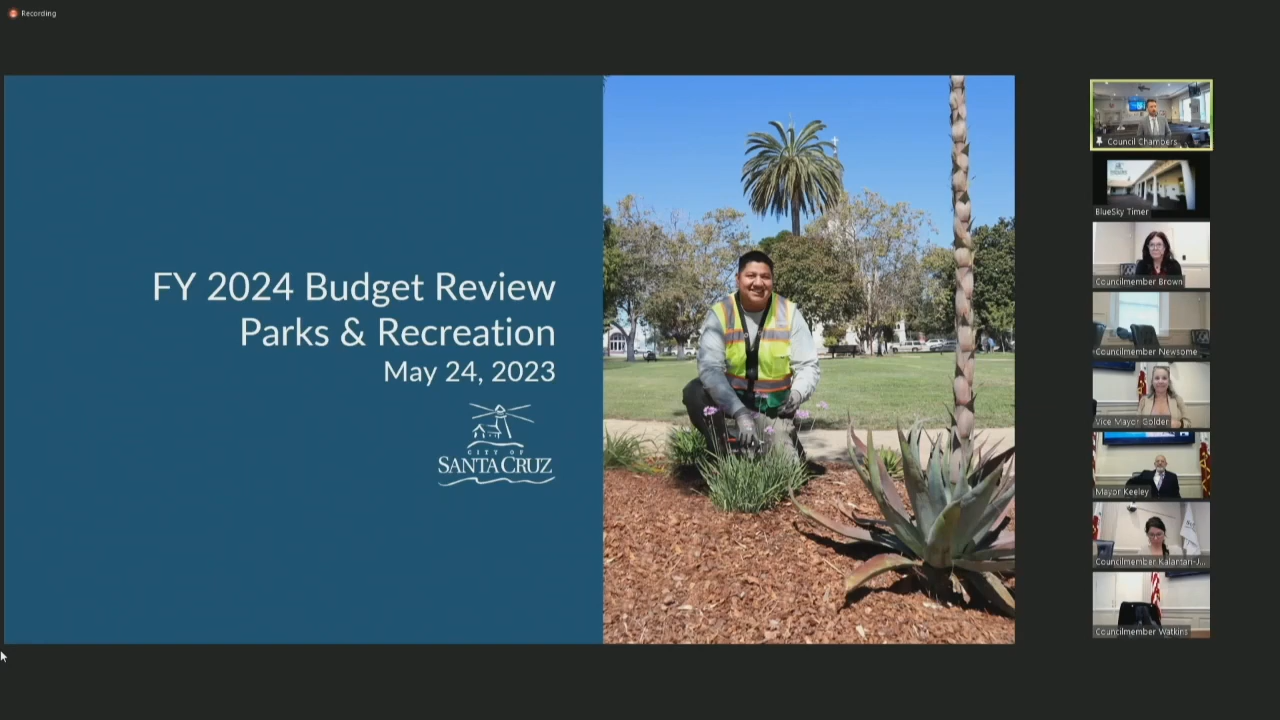 Recording
FY 2024 Budget Review
Parks & Recreation
May 24, 2023
CITY OF
SANTA CRUZ
Council Chambers
BlueSky Timer
Councilmember Brown
Councilmember Newsome
Vice Mayor Golder
Mayor Keeley
Councilmember Kalantari-J...
Councilmember Watkins